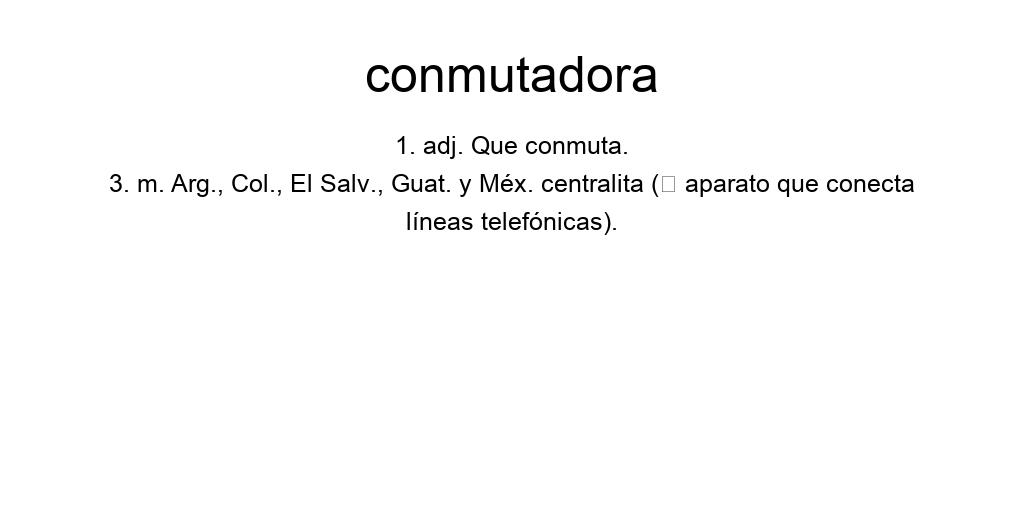 conmutadora
1. adj. Que conmuta.
3. m. Arg., Col., El Salv., Guat. y Méx. centralita (□ aparato que conecta
líneas telefónicas).